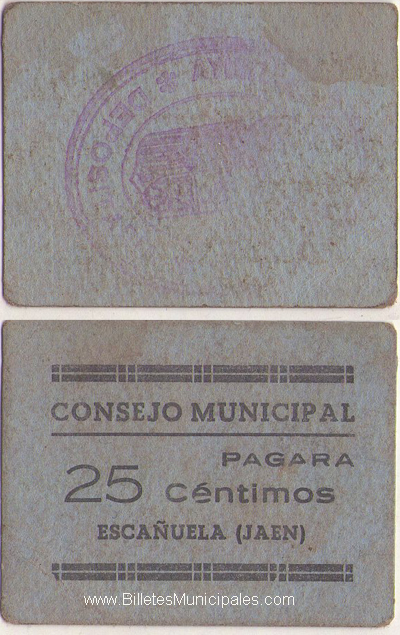 CONSEJO MUNICIPAL
PAGARA
25 Céntimos
ESCAÑUELA (JAEN)
www.BilletesMunicipales.com